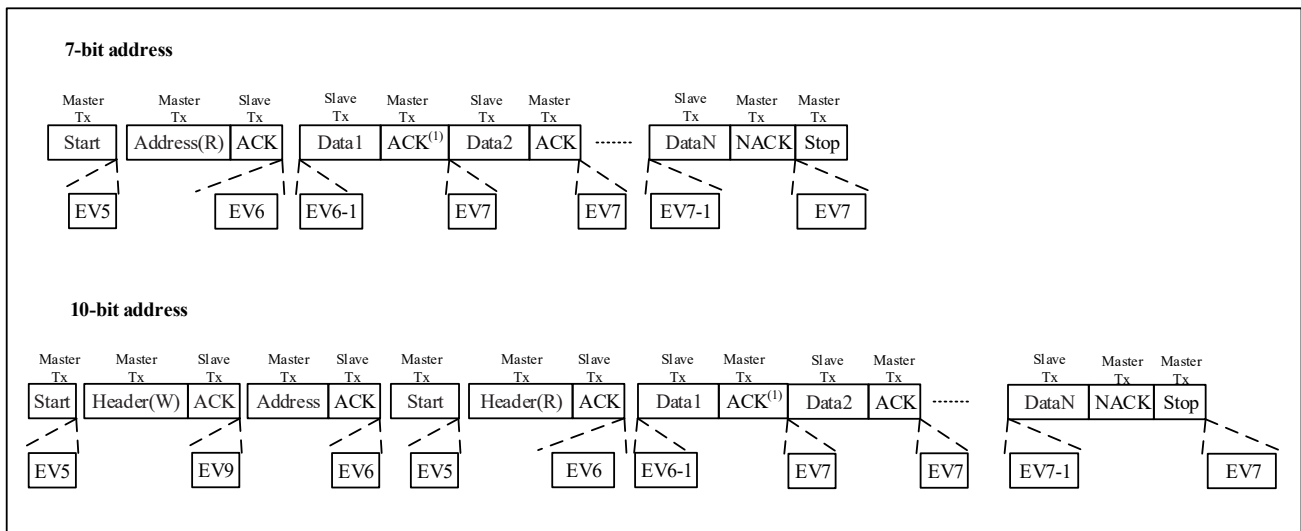 7-bit address
Master Master Slave Slave Master Slave Master Slave Master Master
Tx Tx Tx Tx Tx Tx Tx Tx Tx Tx
Start Address(R) ACK Data1 ACK(1) Data2 ACK ........ DataN NACK Stop
EV5 EV6 EV6-1 EV7 EV7 EV7-1 EV7
10-bit address
Master Master Slave Master Slave Master Master Slave Slave Master Slave Master Slave Master Master
Tx Tx Tx Tx Tx Tx Tx Tx Tx Tx Tx Tx Tx Tx Tx
Start Header(W) ACK Address ACK Start Header(R) ACK Data1 ACK(1) Data2 ACK ........ DataN NACK Stop
EV5 EV9 EV6 EV5 EV6 EV6-1 EV7 EV7 EV7-1 EV7